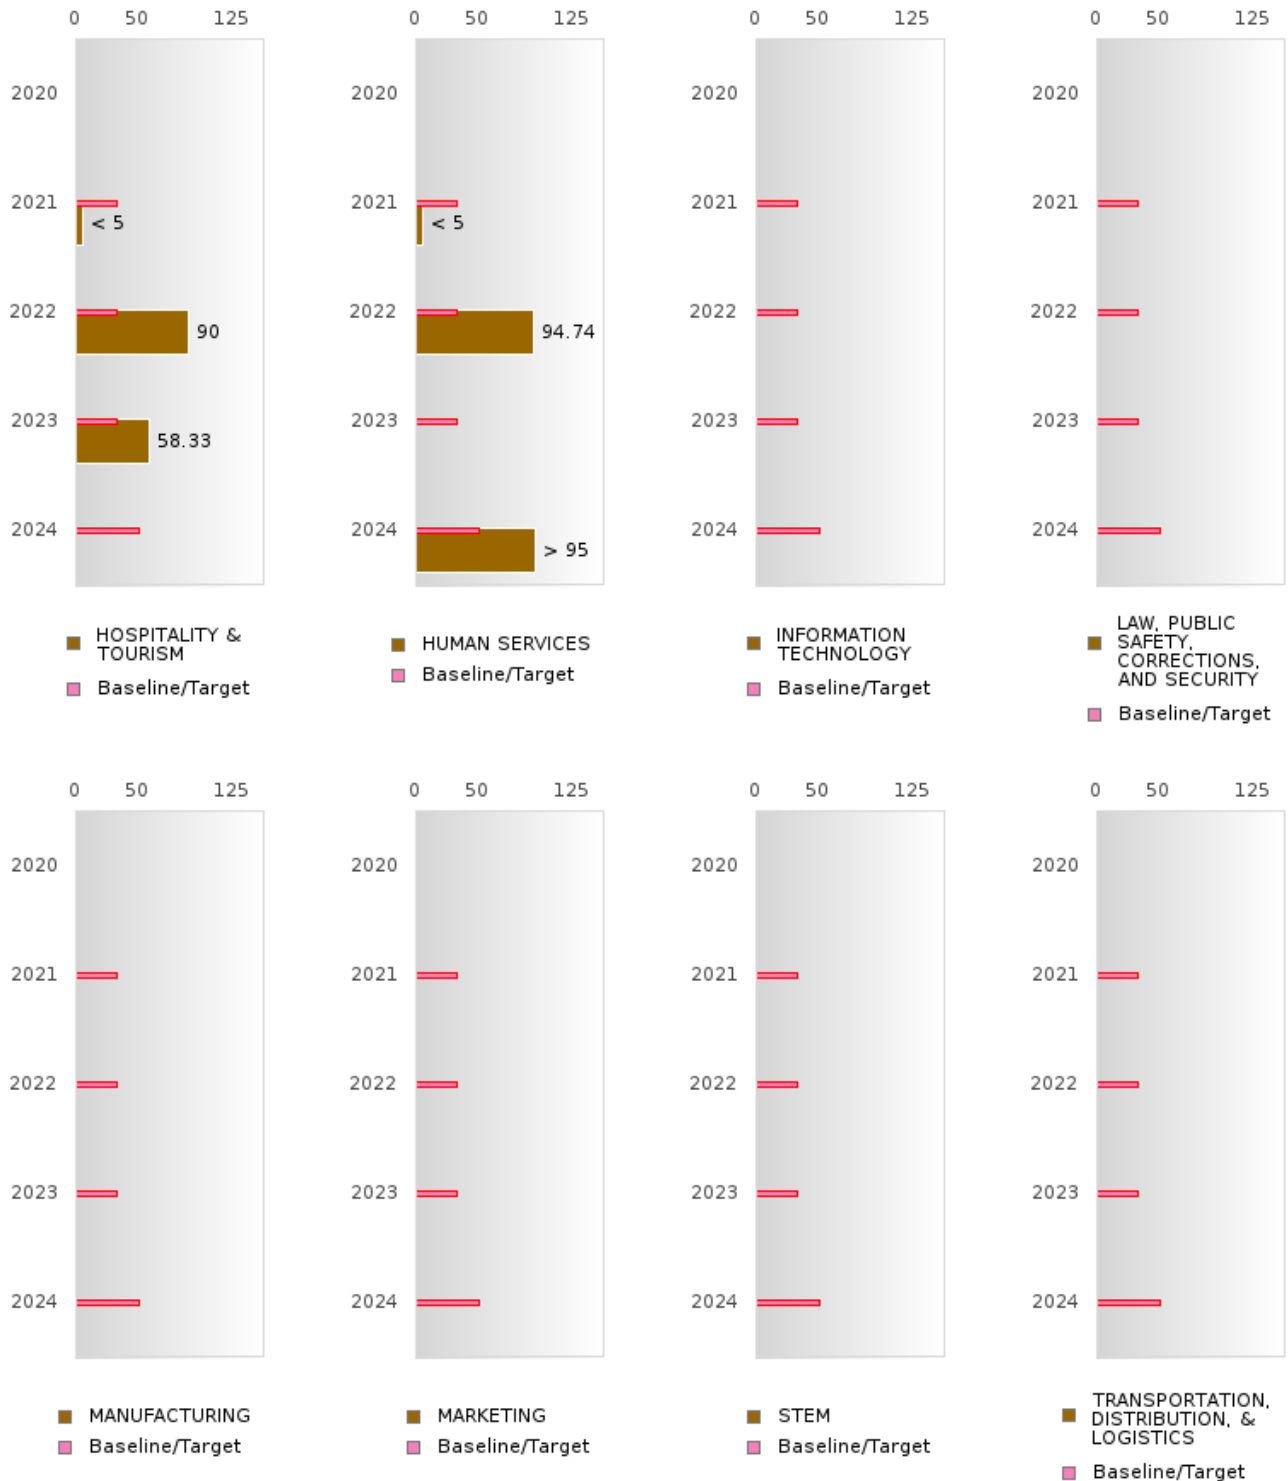 0 50 125
0 50 125
0 50 125
0 50 125
2020
2020
2020
2020
2021
< 5
2021
< 5
2021
2021
2022
90
2022
94.74
2022
2022
2023
58.33
2023
2023
2023
2024
2024
> 95
2024
2024
HOSPITALITY &
TOURISM
Baseline/Target
HUMAN SERVICES
Baseline/Target
INFORMATION
TECHNOLOGY
Baseline/Target
LAW, PUBLIC
SAFETY,
CORRECTIONS,
AND SECURITY
Baseline/Target
0 50 125
0 50 125
0 50 125
0 50 125
2020
2020
2020
2020
2021
2021
2021
2021
2022
2022
2022
2022
2023
2023
2023
2023
2024
2024
2024
2024
MANUFACTURING
Baseline/Target
MARKETING
Baseline/Target
STEM
Baseline/Target
TRANSPORTATION,
DISTRIBUTION, &
LOGISTICS
Baseline/Target